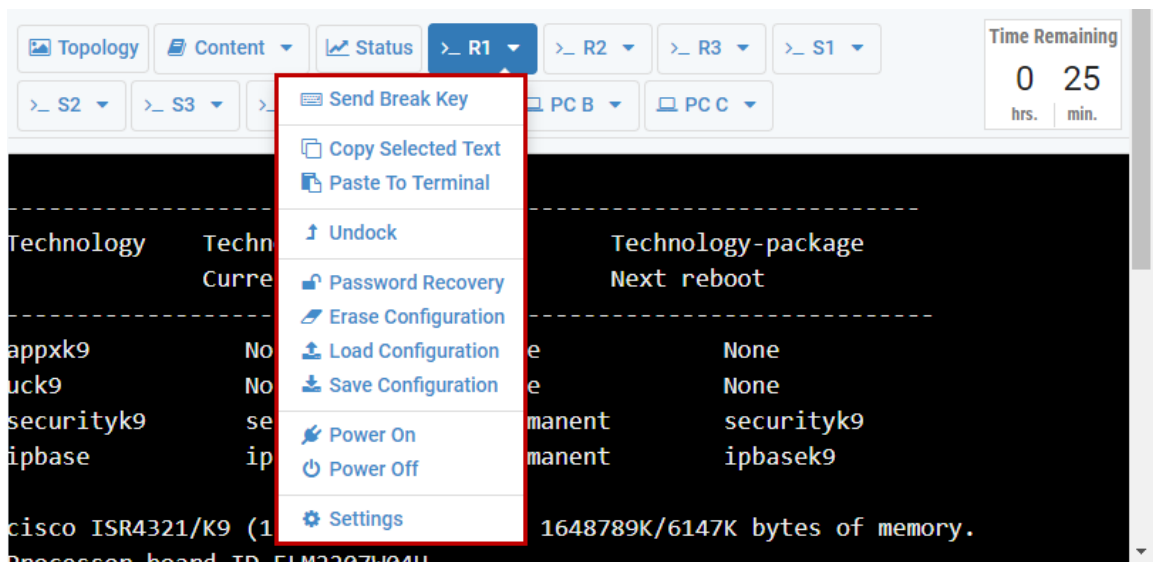 Topology Content Status >_ R1 >_ R2 >_ R3 >_ S1
Time Remaining
0 25
hrs. min.
>_ S2 >_ S3 >_ PC B PC C
Send Break Key
Copy Selected Text
Paste To Terminal
Undock
Password Recovery
Erase Configuration
Load Configuration
Save Configuration
Power On
Power Off
Settings
--------------------------------------------------------------
Technology Techn Technology-package
Curre Next reboot
---------------------------------------------------------------
appxk9 No e None
uck9 No e None
securityk9 se manent securityk9
ipbase ip manent ipbasek9
cisco ISR4321/K9 (1 1648789K/6147K bytes of memory.
Processor board ID